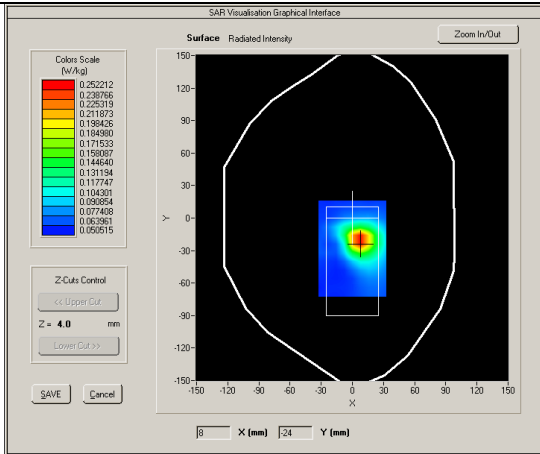 SAR Visualisation Graphical Interface
Surface Radiated Intensity
Zoom In/Out
Colors Scale
(W/kg)
0.252212
0.238766
0.225319
0.211873
0.198426
0.184980
0.171533
0.158087
0.144640
0.131194
0.117747
0.104301
0.090854
0.077408
0.063961
0.050515
Z-Cuts Control
<< Upper Cut
Z = 4.0 mm
Lower Cut >>
SAVE Cancel
Y
150
120
90
60
30
0
-30
-60
-90
-120
-150
-150 -120 -90 -60 -30 0 30 60 90 120 150
X
8 X (mm) -24 Y (mm)